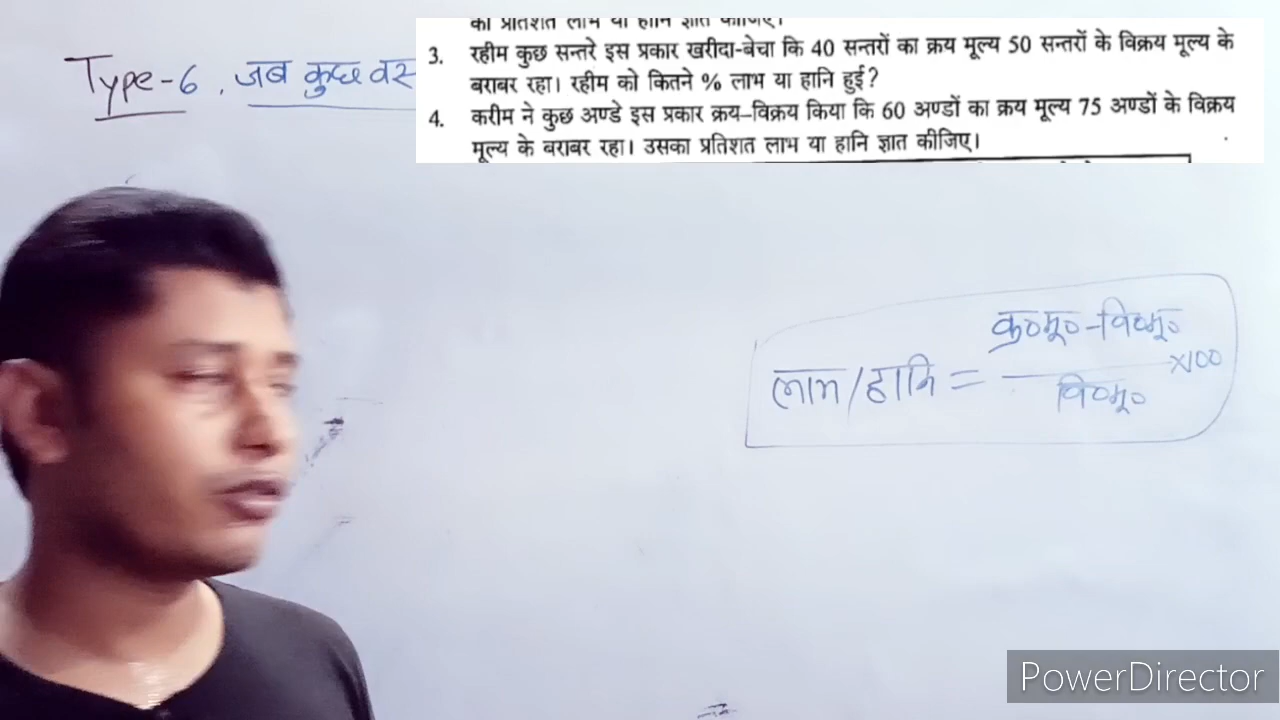 का प्रतिशत लाभ या हानि ज्ञात कीजिए।
3. रहीम कुछ सन्तरे इस प्रकार खरीदा-बेचा कि 40 सन्तरों का क्रय मूल्य 50 सन्तरों के विक्रय मूल्य के
बराबर रहा। रहीम को कितने % लाभ या हानि हुई?
4. करीम ने कुछ अण्डे इस प्रकार क्रय–विक्रय किया कि 60 अण्डों का क्रय मूल्य 75 अण्डों के विक्रय
मूल्य के बराबर रहा। उसका प्रतिशत लाभ या हानि ज्ञात कीजिए।
Type-6. जब कुछ वस
क्र०मू० - वि०मू०
लाभ/हानि = ×100
वि०मू०
PowerDirector